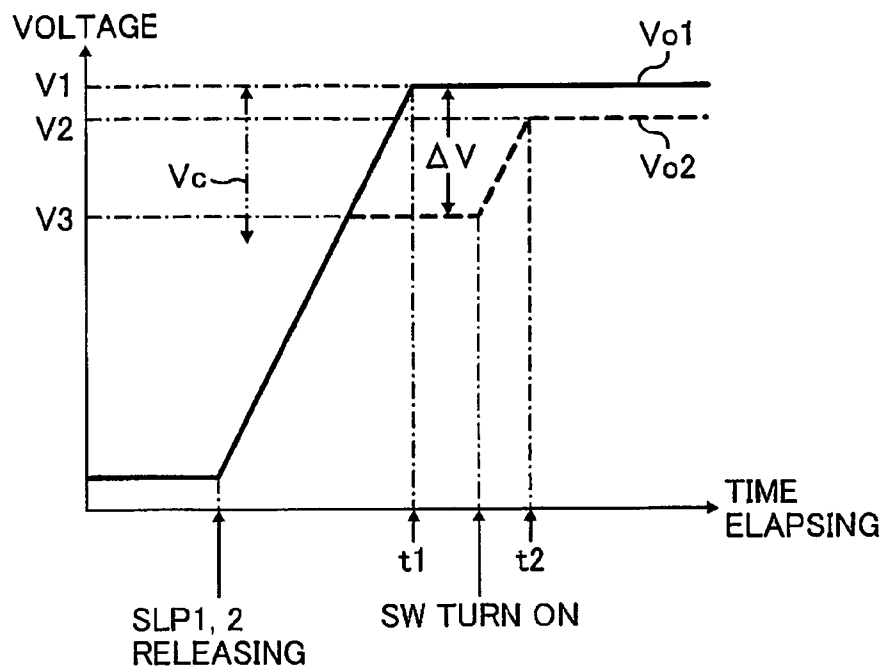 VOLTAGE
Vo1
V1
V2
ΔV
Vc
Vo2
V3
TIME
ELAPSING
t1
t2
SLP1, 2
RELEASING
SW TURN ON